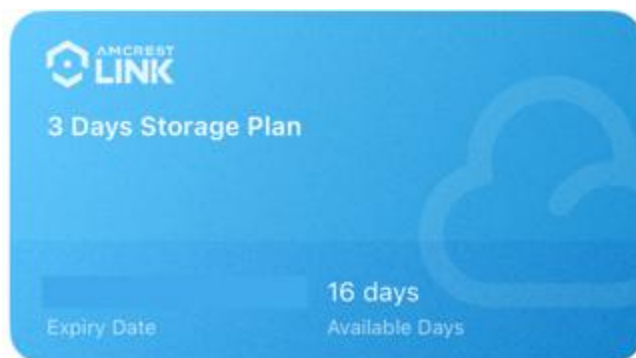 AMCREST
LINK
3 Days Storage Plan
16 days
Expiry Date
Available Days